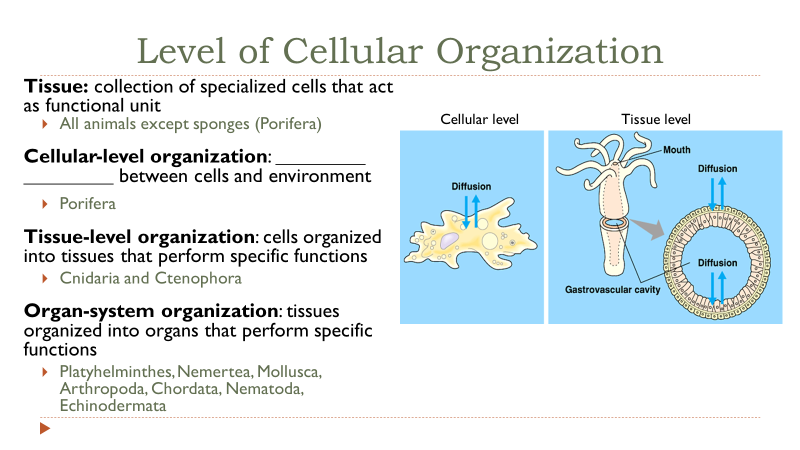 Level of Cellular Organization
Tissue: collection of specialized cells that act
as functional unit
All animals except sponges (Porifera)
Cellular-level organization: __________
__________ between cells and environment
Porifera
Tissue-level organization: cells organized
into tissues that perform specific functions
Cnidaria and Ctenophora
Organ-system organization: tissues
organized into organs that perform specific
functions
Platyhelminthes, Nemertea, Mollusca,
Arthropoda, Chordata, Nematoda,
Echinodermata
Cellular level
Diffusion
Tissue level
Mouth
Diffusion
Diffusion
Gastrovascular cavity